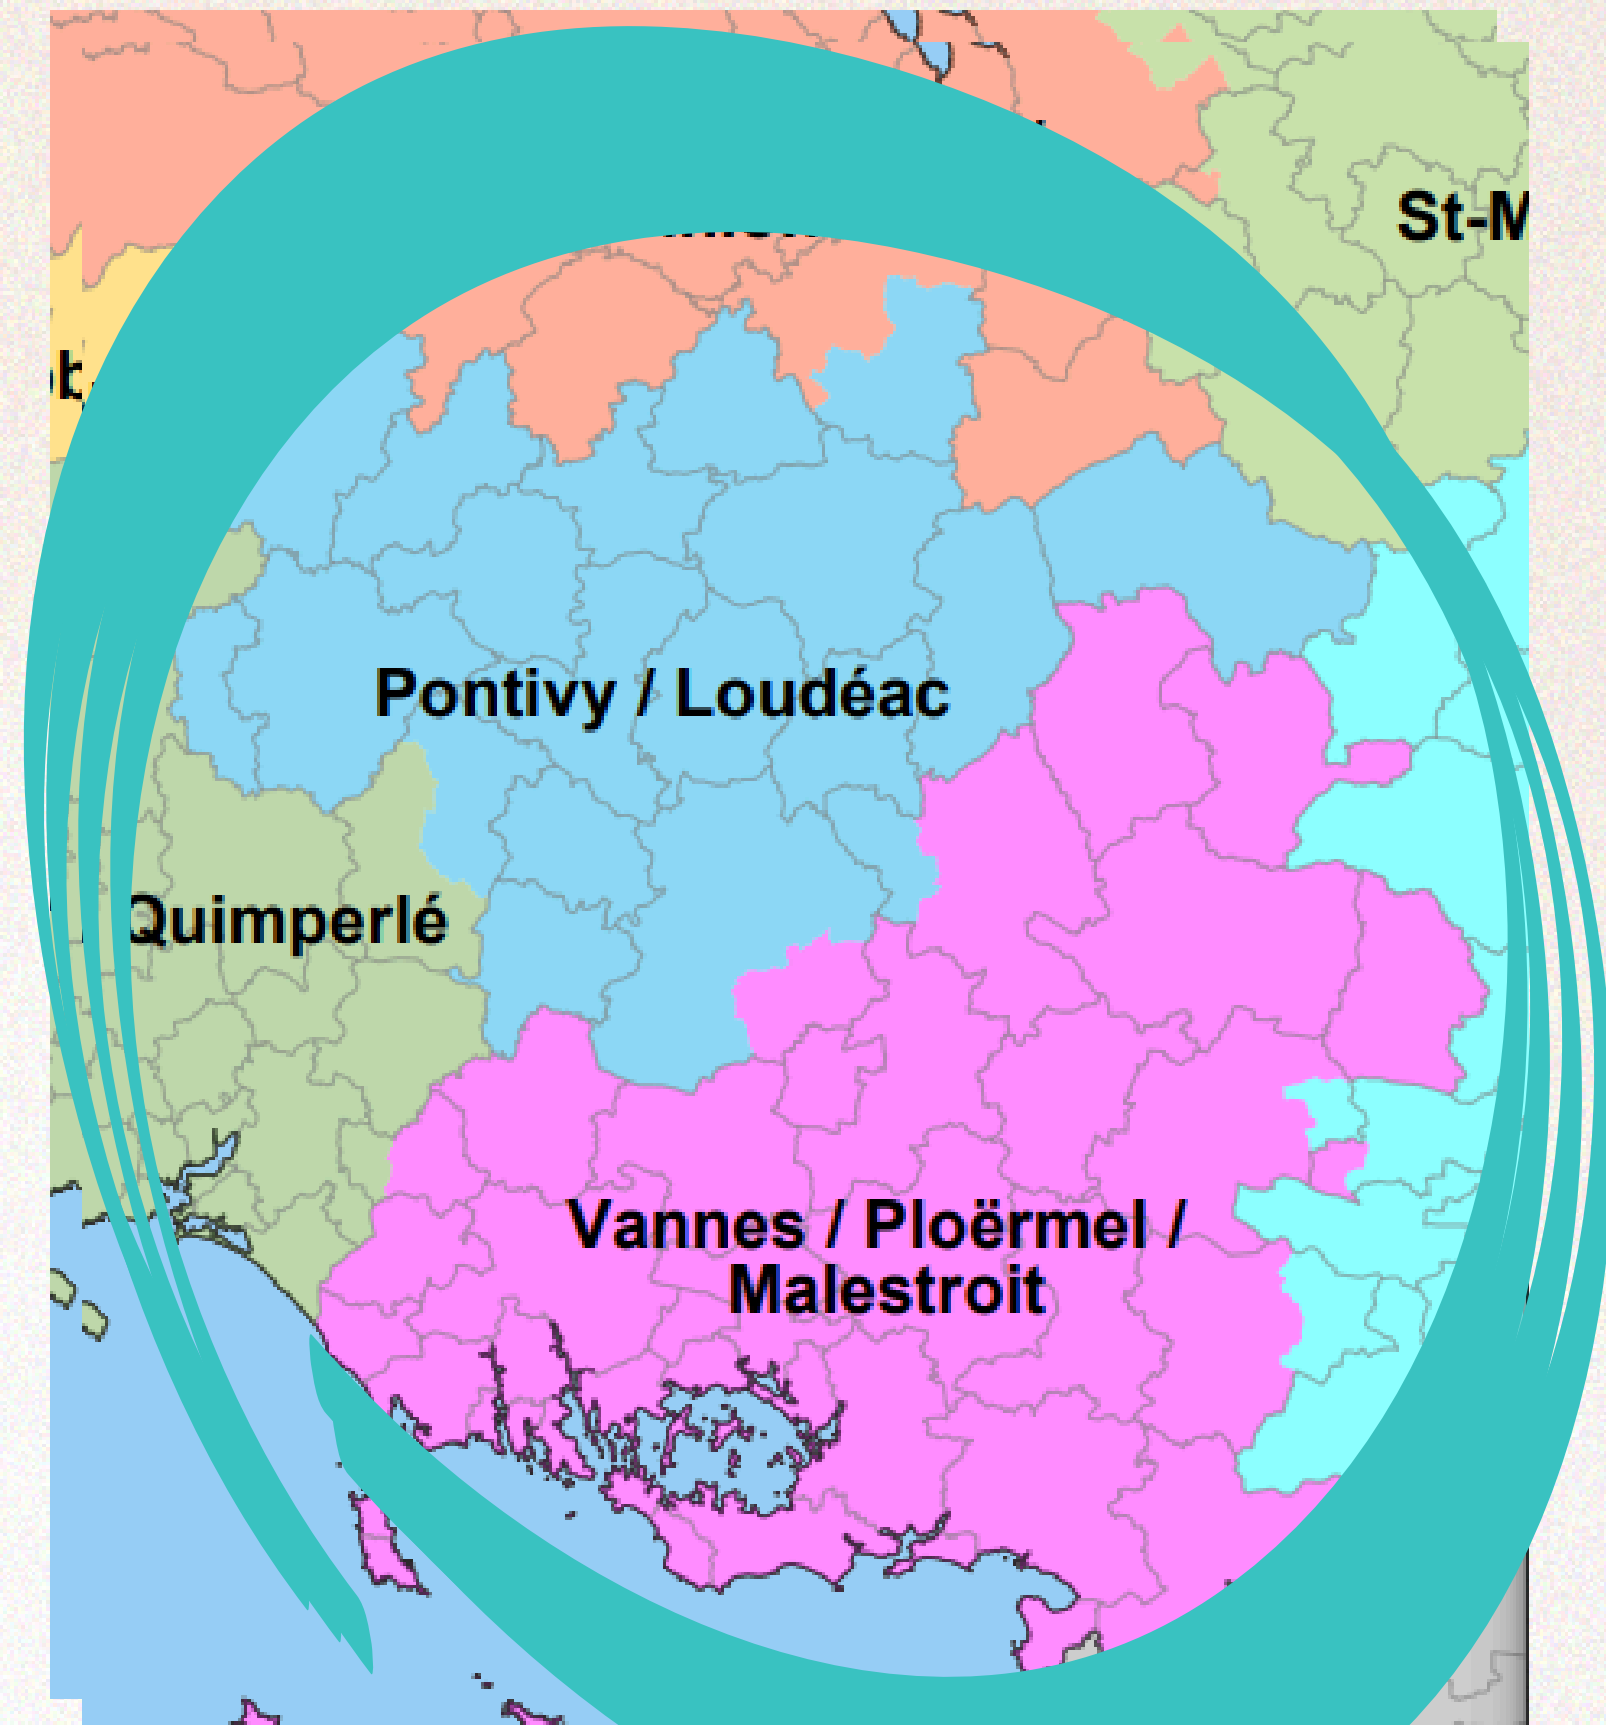 St-M
Pontivy / Loudéac
Quimperlé
Vannes / Ploërmel /
Malestroit